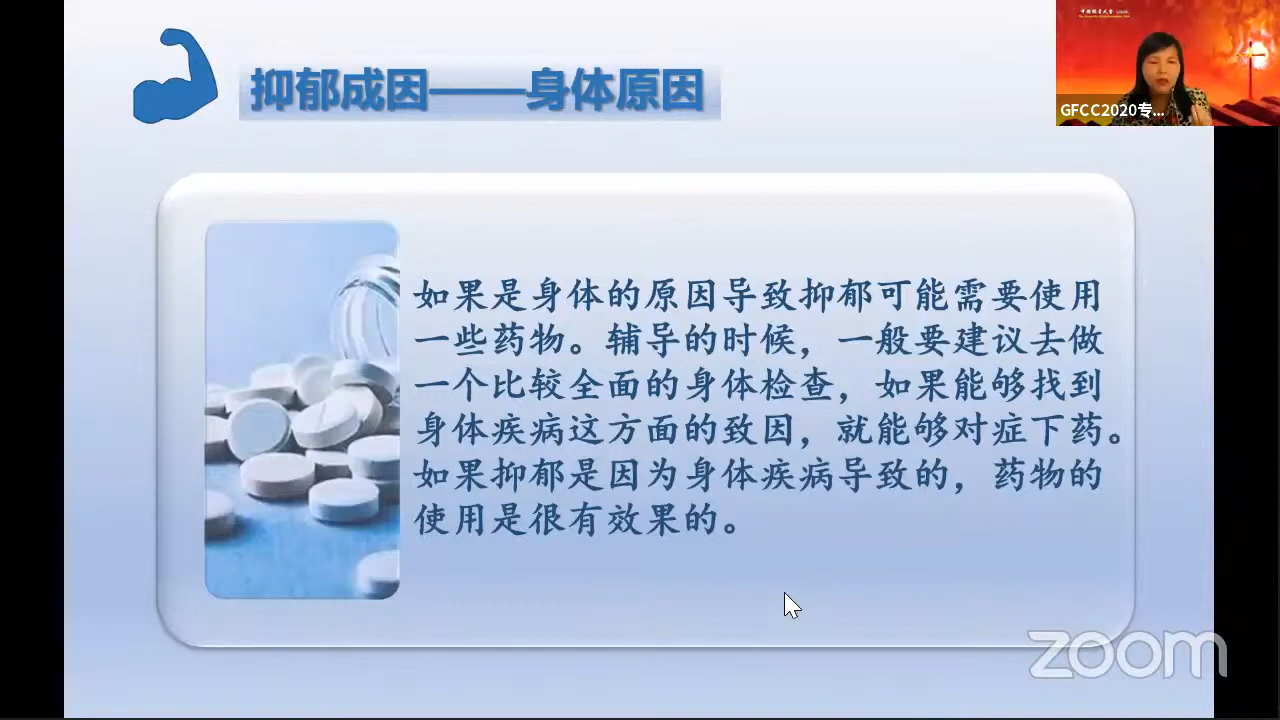 抑郁成因——身体原因
GFCC2020专...
如果是身体的原因导致抑郁可能需要使用
一些药物。辅导的时候，一般要建议去做
一个比较全面的身体检查，如果能够找到
身体疾病这方面的致因，就能够对症下药。
如果抑郁是因为身体疾病导致的，药物的
使用是很有效果的。
zoom